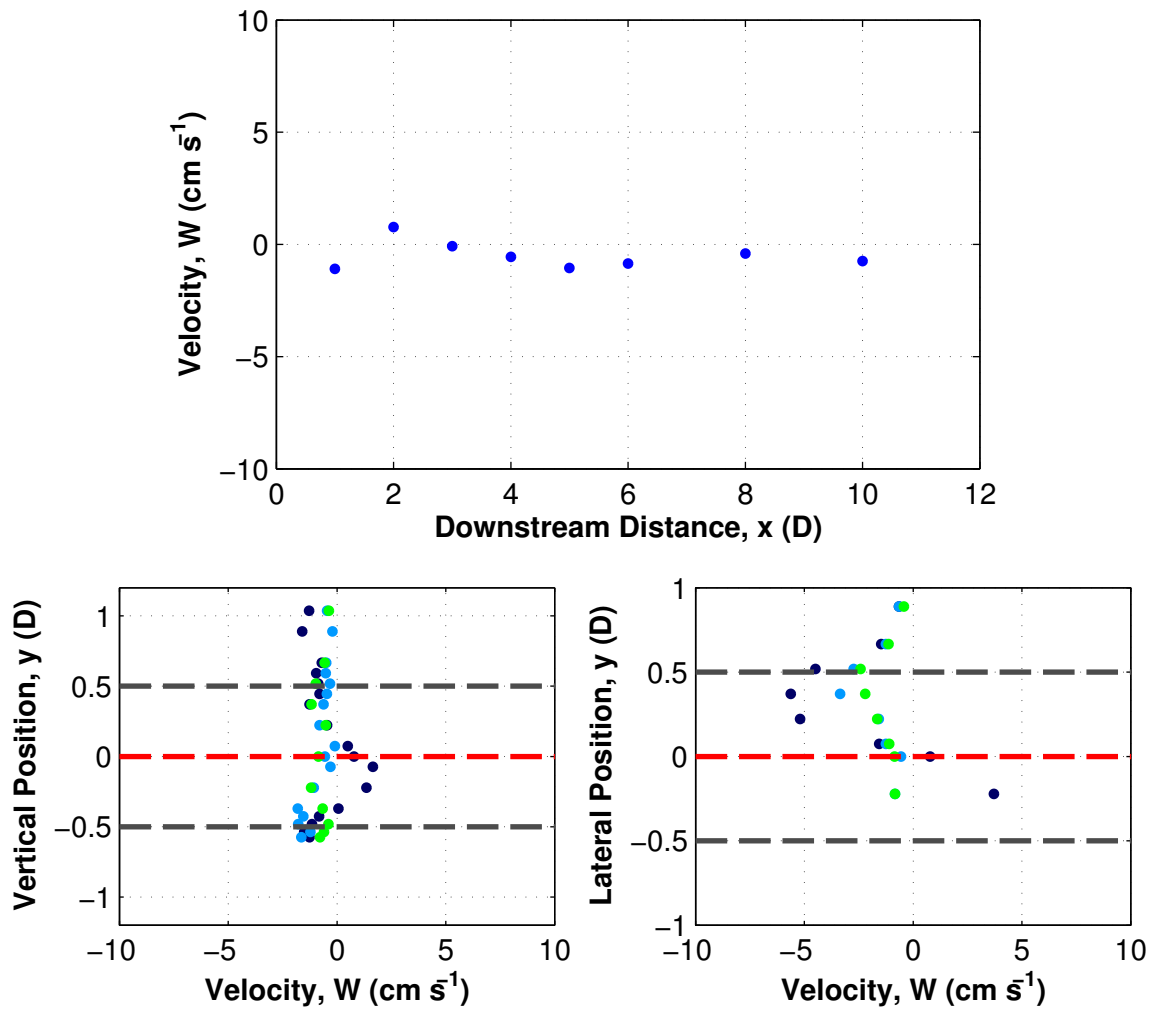 10
5
0
−5
−10
0 2 4 6 8 10 12
Velocity, W (cm s⁻¹)
Downstream Distance, x (D)
1
0.5
0
−0.5
−1
−10 −5 0 5 10
Vertical Position, y (D)
Velocity, W (cm s⁻¹)
1
0.5
0
−0.5
−1
−10 −5 0 5 10
Lateral Position, y (D)
Velocity, W (cm s⁻¹)